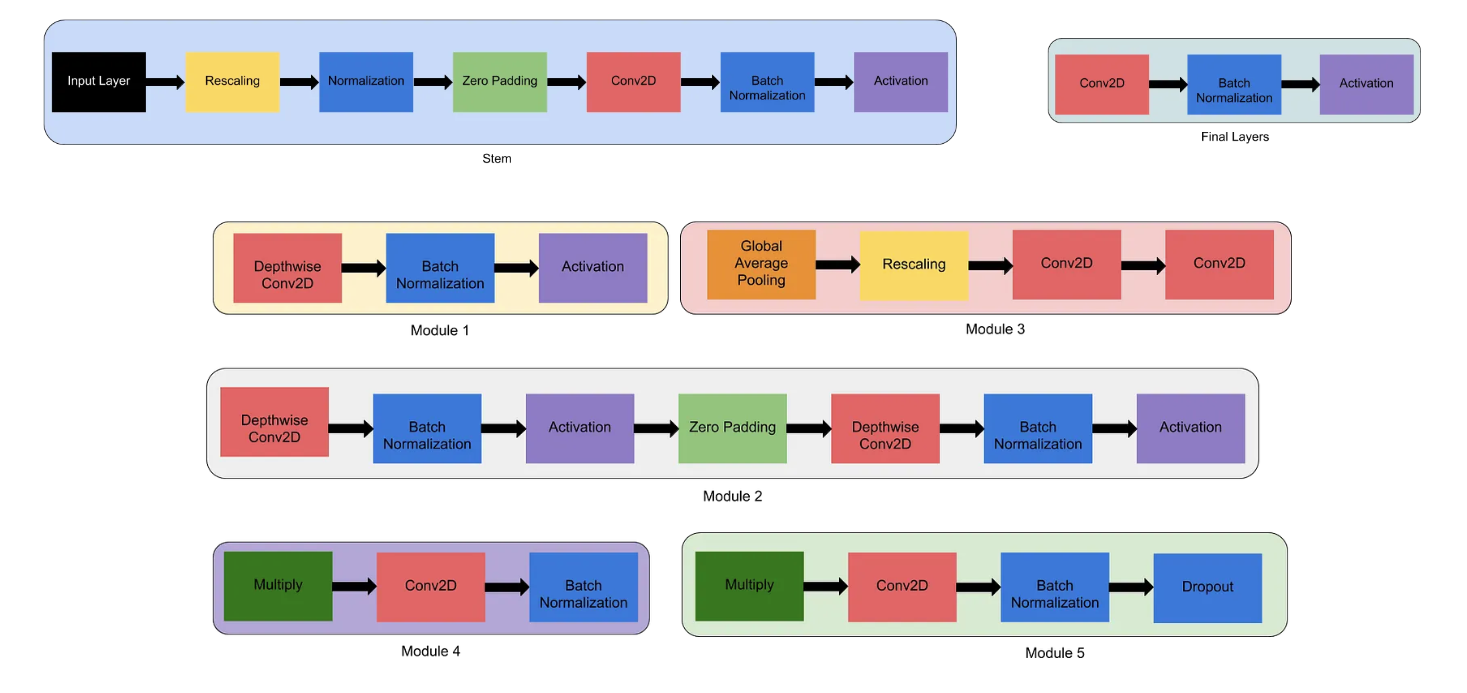 Input Layer
Rescaling
Normalization
Zero Padding
Conv2D
Batch
Normalization
Activation
Stem
Conv2D
Batch
Normalization
Activation
Final Layers
Depthwise
Conv2D
Batch
Normalization
Activation
Module 1
Global
Average
Pooling
Rescaling
Conv2D
Conv2D
Module 3
Depthwise
Conv2D
Batch
Normalization
Activation
Zero Padding
Depthwise
Conv2D
Batch
Normalization
Activation
Module 2
Multiply
Conv2D
Batch
Normalization
Module 4
Multiply
Conv2D
Batch
Normalization
Dropout
Module 5